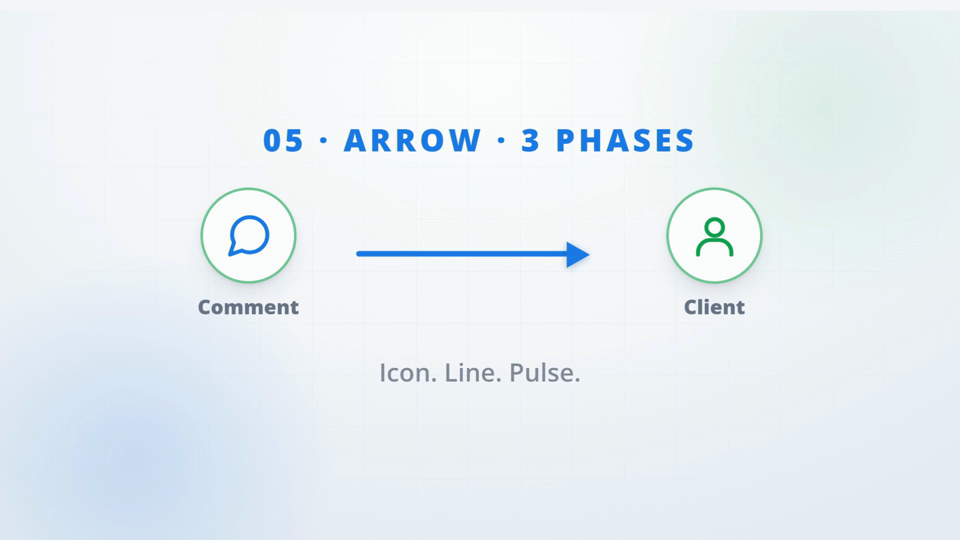 05 · ARROW · 3 PHASES
Comment
Client
Icon. Line. Pulse.